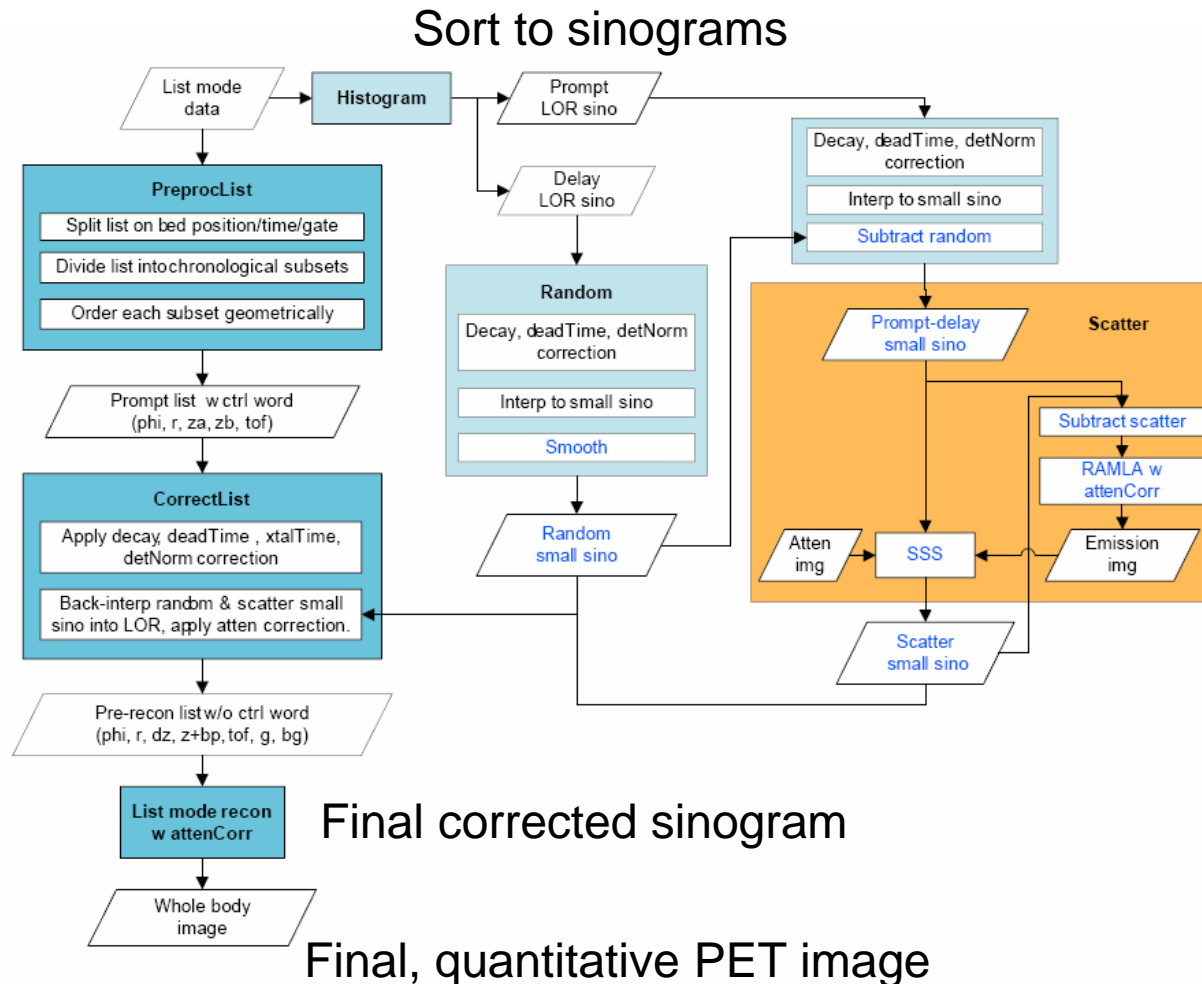 Sort to sinograms
List mode
data
Histogram
Prompt
LOR sino
Delay
LOR sino
PreprocList
Split list on bed position/time/gate
Divide list intochronological subsets
Order each subset geometrically
Prompt list w ctrl word
(phi, r, za, zb, tof)
CorrectList
Apply decay, deadTime , xtalTime,
detNorm correction
Back-interp random & scatter small
sino into LOR, apply atten correction.
Pre-recon list w/o ctrl word
(phi, r, dz, z+bp, tof, g, bg)
List mode recon
w attenCorr
Whole body
image
Random
Decay, deadTime, detNorm
correction
Interp to small sino
Smooth
Random
small sino
Decay, deadTime, detNorm
correction
Interp to small sino
Subtract random
Scatter
Prompt-delay
small sino
Subtract scatter
RAMLA w
attenCorr
Atten
img
SSS
Emission
img
Scatter
small sino
Final corrected sinogram
Final, quantitative PET image